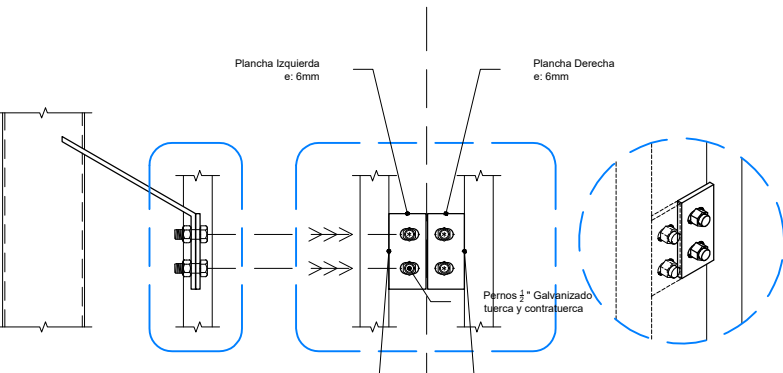 Plancha Izquierda
e: 6mm
Plancha Derecha
e: 6mm
Pernos ½" Galvanizado
tuerca y contratuerca